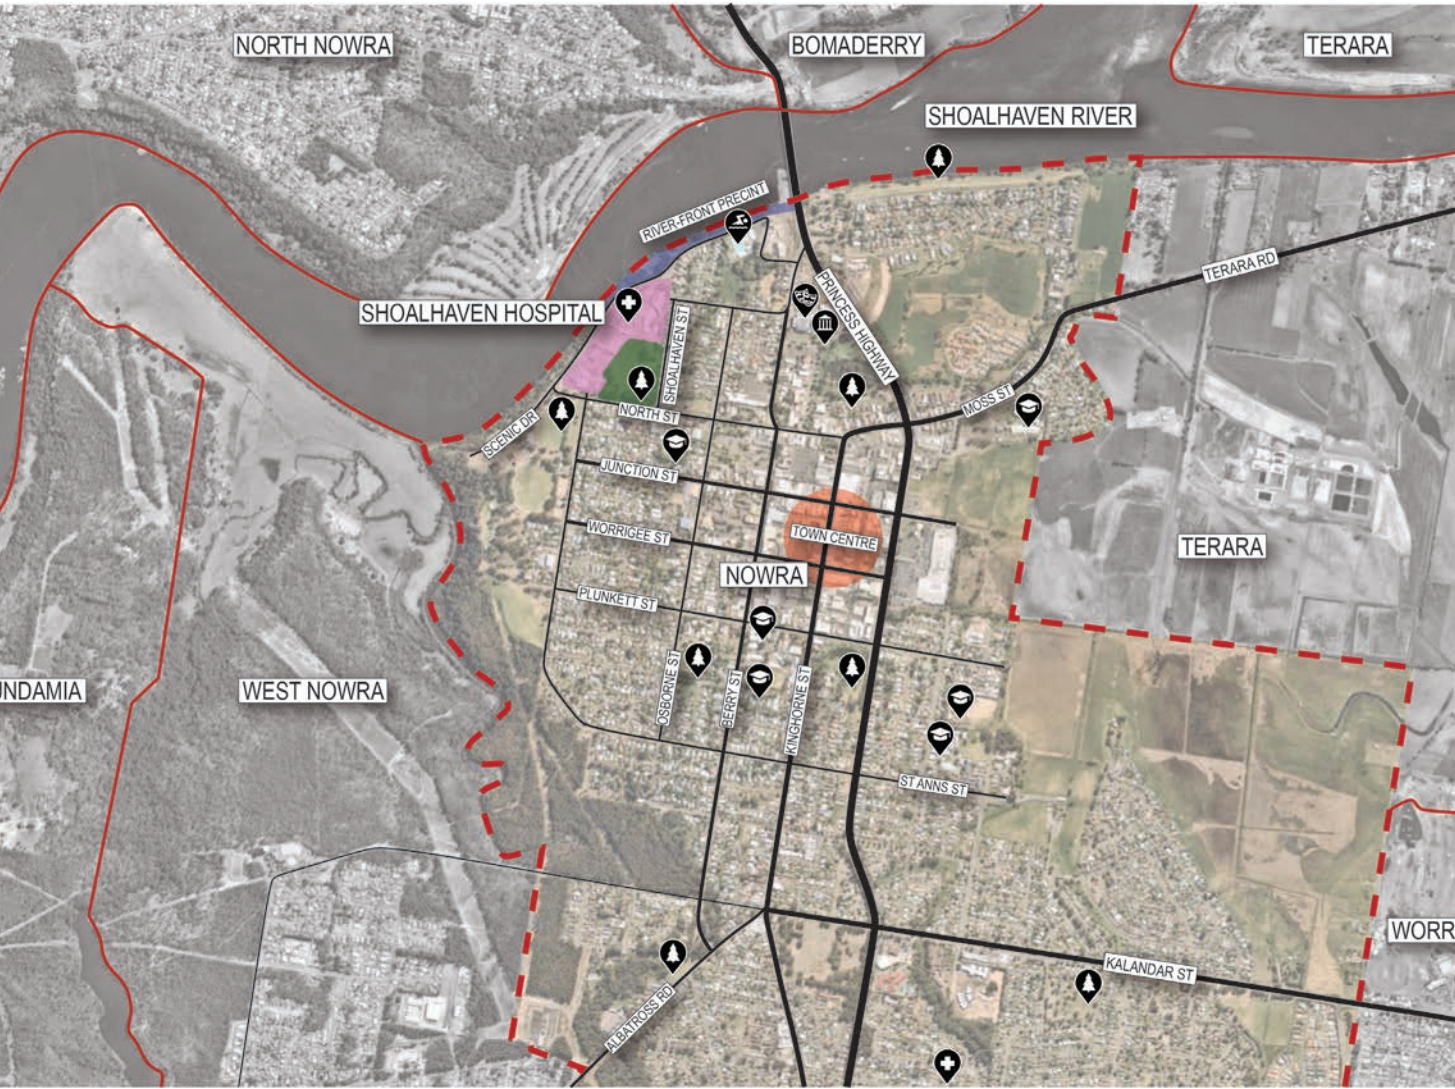 NORTH NOWRA
BOMADERRY
TERARA
SHOALHAVEN RIVER
RIVER-FRONT PRECINT
TERARA RD
SHOALHAVEN HOSPITAL
PRINCESS HIGHWAY
SHOALHAVEN ST
MOSS ST
NORTH ST
SCENIC DR
JUNCTION ST
WORRIGEE ST
TOWN CENTRE
TERARA
NOWRA
PLUNKETT ST
UNDAMIA
WEST NOWRA
OSBORNE ST
BERRY ST
KINGHORNE ST
ST ANNS ST
WORR
KALANDAR ST
ALBATROSS RD